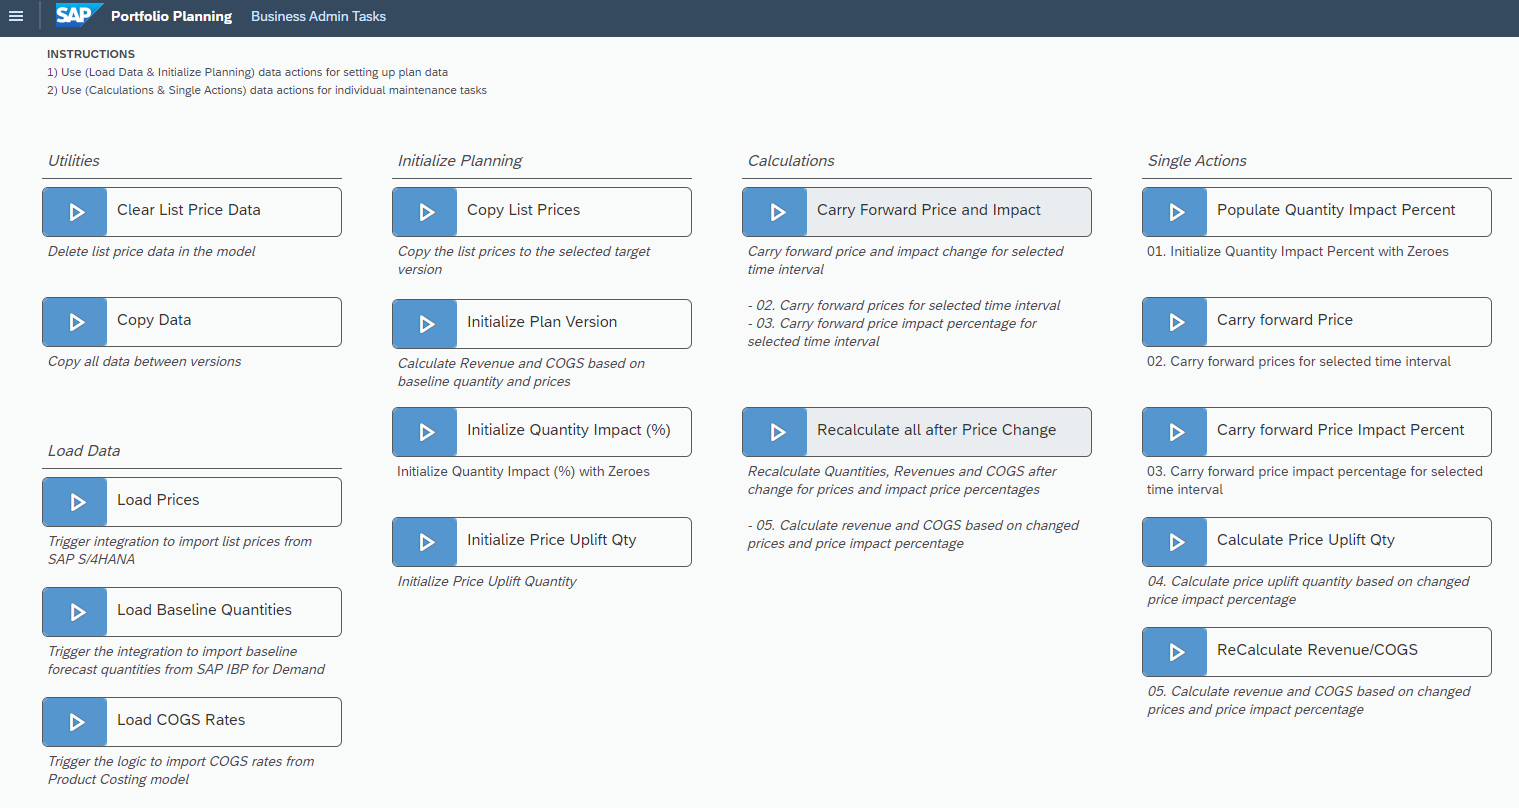 SAP Portfolio Planning Business Admin Tasks
INSTRUCTIONS
1) Use (Load Data & Initialize Planning) data actions for setting up plan data
2) Use (Calculations & Single Actions) data actions for individual maintenance tasks
Utilities
Clear List Price Data
Delete list price data in the model
Copy Data
Copy all data between versions
Load Data
Load Prices
Trigger integration to import list prices from
SAP S/4HANA
Load Baseline Quantities
Trigger the integration to import baseline
forecast quantities from SAP IBP for Demand
Load COGS Rates
Trigger the logic to import COGS rates from
Product Costing model
Initialize Planning
Copy List Prices
Copy the list prices to the selected target
version
Initialize Plan Version
Calculate Revenue and COGS based on
baseline quantity and prices
Initialize Quantity Impact (%)
Initialize Quantity Impact (%) with Zeroes
Initialize Price Uplift Qty
Initialize Price Uplift Quantity
Calculations
Carry Forward Price and Impact
Carry forward price and impact change for selected
time interval
- 02. Carry forward prices for selected time interval
- 03. Carry forward price impact percentage for
selected time interval
Recalculate all after Price Change
Recalculate Quantities, Revenues and COGS after
change for prices and impact price percentages
- 05. Calculate revenue and COGS based on changed
prices and price impact percentage
Single Actions
Populate Quantity Impact Percent
01. Initialize Quantity Impact Percent with Zeroes
Carry forward Price
02. Carry forward prices for selected time interval
Carry forward Price Impact Percent
03. Carry forward price impact percentage for selected
time interval
Calculate Price Uplift Qty
04. Calculate price uplift quantity based on changed
price impact percentage
ReCalculate Revenue/COGS
05. Calculate revenue and COGS based on changed
prices and price impact percentage